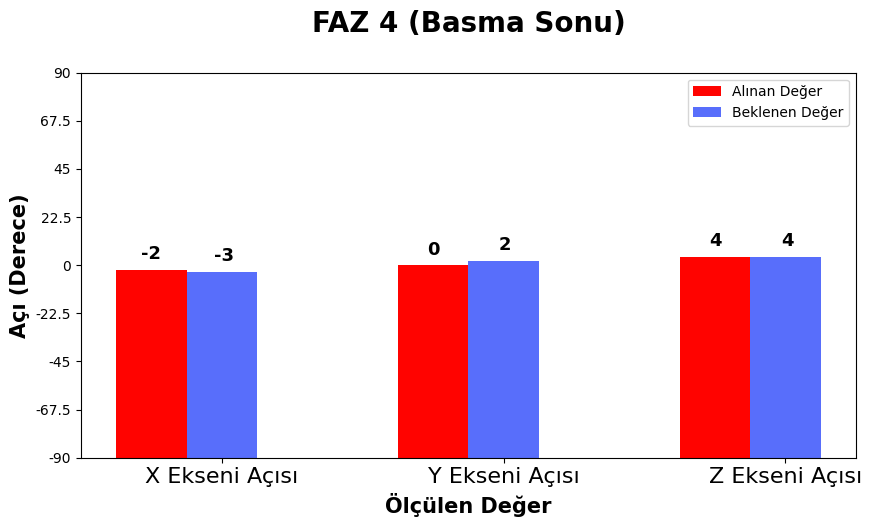 FAZ 4 (Basma Sonu)
Alınan Değer
Beklenen Değer
Açı (Derece)
90
67.5
45
22.5
0
-22.5
-45
-67.5
-90
-2
-3
0
2
4
4
X Ekseni Açısı
Y Ekseni Açısı
Z Ekseni Açısı
Ölçülen Değer